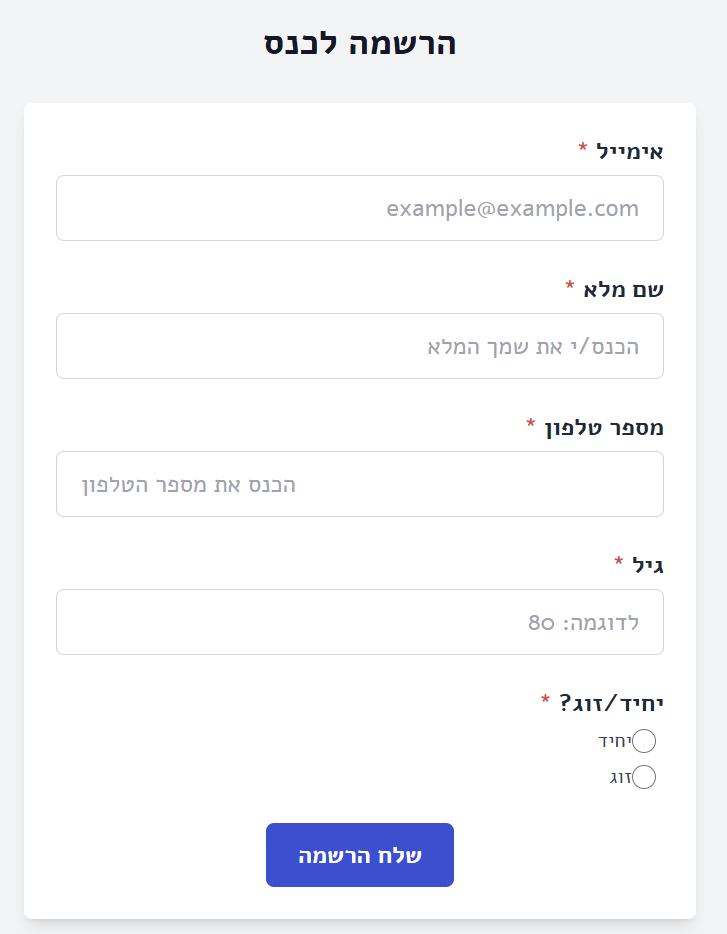 הרשמה לכנס
אימייל *
example@example.com
שם מלא *
הכנס/י את שמך המלא
מספר טלפון *
הכנס את מספר הטלפון
גיל *
לדוגמה: 80
יחיד/זוג? *
יחיד
זוג
שלח הרשמה